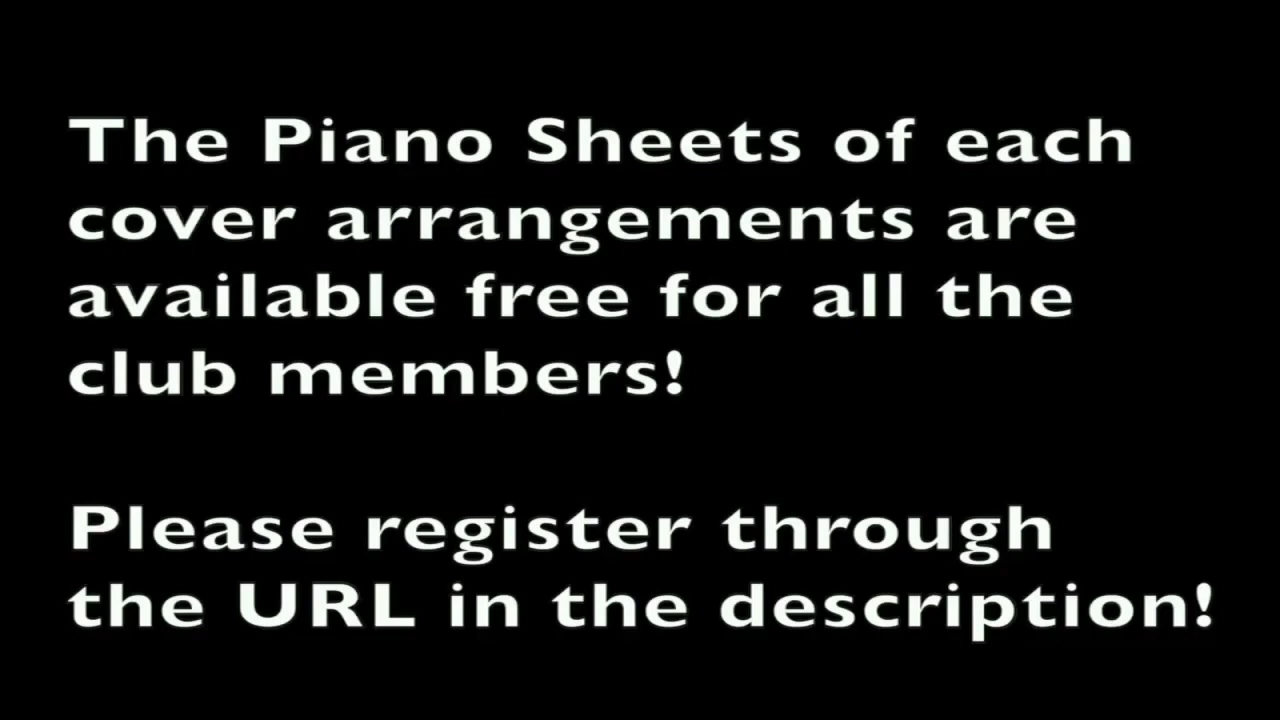 The Piano Sheets of each
cover arrangements are
available free for all the
club members!
Please register through
the URL in the description!